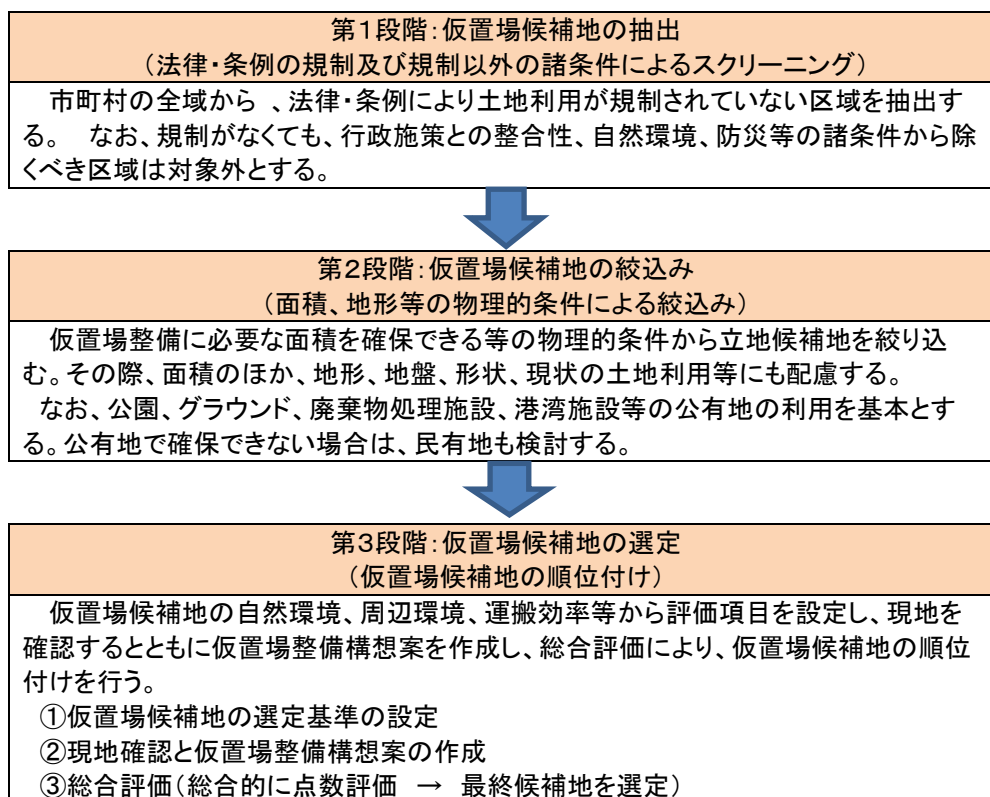 第1段階：仮置場候補地の抽出
（法律・条例の規制及び規制以外の諸条件によるスクリーニング）
　市町村の全域から　、法律・条例により土地利用が規制されていない区域を抽出す
る。　なお、規制がなくても、行政施策との整合性、自然環境、防災等の諸条件から除
くべき区域は対象外とする。
第2段階：仮置場候補地の絞込み
（面積、地形等の物理的条件による絞込み）
　仮置場整備に必要な面積を確保できる等の物理的条件から立地候補地を絞り込
む。その際、面積のほか、地形、地盤、形状、現状の土地利用等にも配慮する。
　なお、公園、グラウンド、廃棄物処理施設、港湾施設等の公有地の利用を基本とす
る。公有地で確保できない場合は、民有地も検討する。
第3段階：仮置場候補地の選定
（仮置場候補地の順位付け）
　仮置場候補地の自然環境、周辺環境、運搬効率等から評価項目を設定し、現地を
確認するとともに仮置場整備構想案を作成し、総合評価により、仮置場候補地の順位
付けを行う。
①仮置場候補地の選定基準の設定
②現地確認と仮置場整備構想案の作成
③総合評価（総合的に点数評価　→　最終候補地を選定）